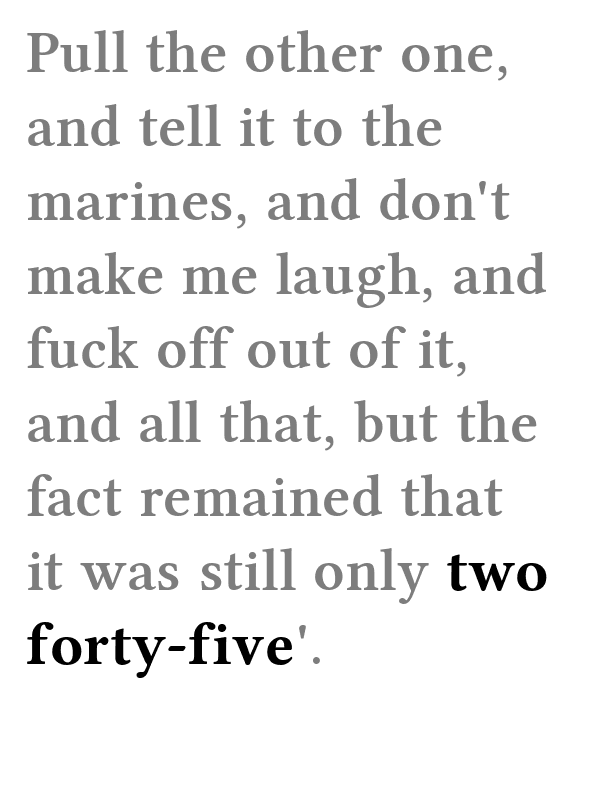 Pull the other one,
and tell it to the
marines, and don't
make me laugh, and
fuck off out of it,
and all that, but the
fact remained that
it was still only two
forty-five'.